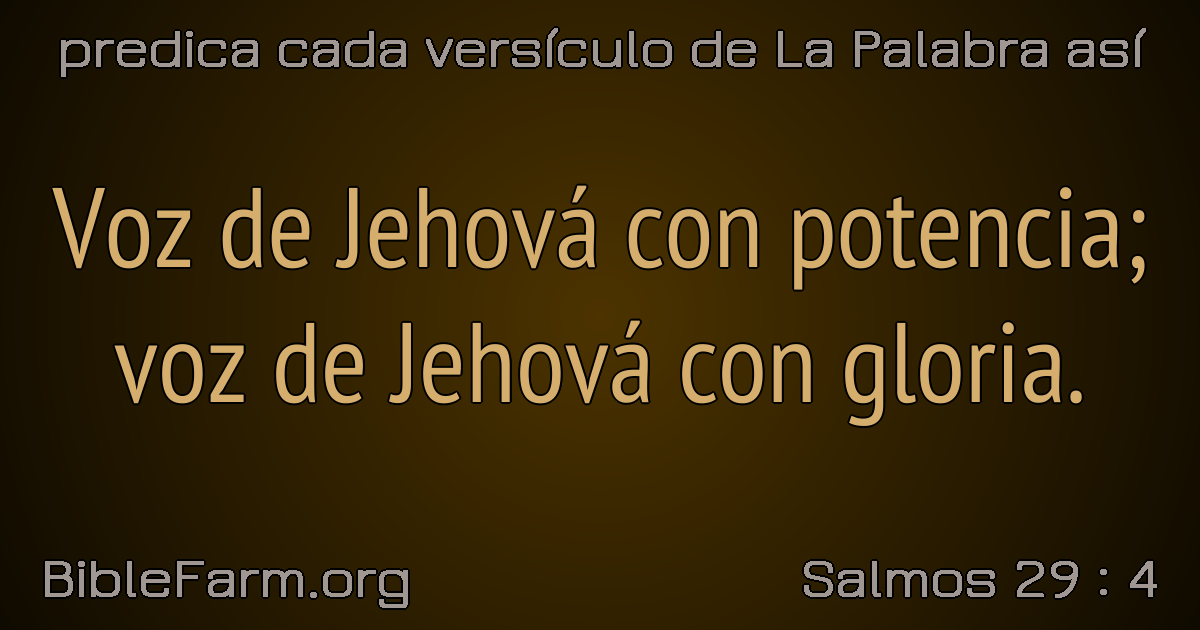 predica cada versículo de La Palabra así
Voz de Jehová con potencia;
voz de Jehová con gloria.
BibleFarm.org
Salmos 29 : 4